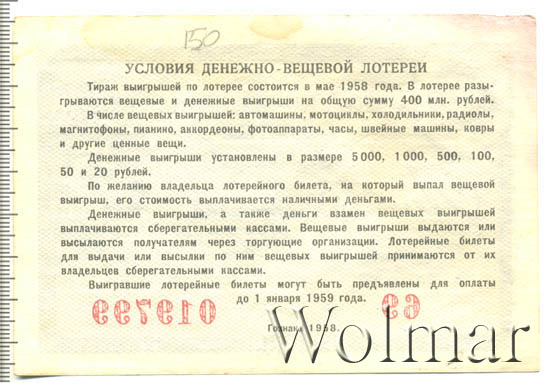 150
УСЛОВИЯ ДЕНЕЖНО-ВЕЩЕВОЙ ЛОТЕРЕИ
Тираж выигрышей по лотерее состоится в мае 1958 года. В лотерее разы-
грываются вещевые и денежные выигрыши на общую сумму 400 млн. рублей.
В числе вещевых выигрышей: автомашины, мотоциклы, холодильники, радиолы,
магнитофоны, пианино, аккордеоны, фотоаппараты, часы, швейные машины, ковры
и другие ценные вещи.
Денежные выигрыши установлены в размере 5 000, 1 000, 500, 100,
50 и 20 рублей.
По желанию владельца лотерейного билета, на который выпал вещевой
выигрыш, его стоимость выплачивается наличными деньгами.
Денежные выигрыши, а также деньги взамен вещевых выигрышей
выплачиваются сберегательными кассами. Вещевые выигрыши выдаются или
высылаются получателям через торгующие организации. Лотерейные билеты
для выдачи или высылки по ним вещевых выигрышей принимаются от их
владельцев сберегательными кассами.
Выигравшие лотерейные билеты могут быть предъявлены для оплаты
до 1 января 1959 года.
Гознак. 1958.
Wolmar